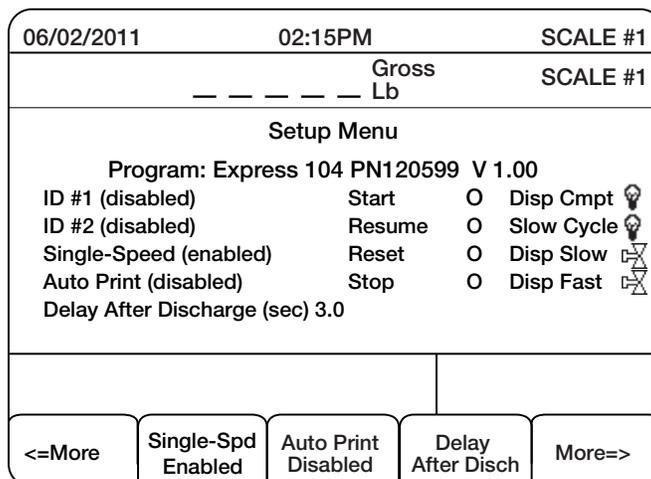 06/02/2011 02:15PM SCALE #1
_ _ _ _ _ Gross Lb SCALE #1
Setup Menu
Program: Express 104 PN120599 V 1.00
ID #1 (disabled) Start O Disp Cmpt
ID #2 (disabled) Resume O Slow Cycle
Single-Speed (enabled) Reset O Disp Slow
Auto Print (disabled) Stop O Disp Fast
Delay After Discharge (sec) 3.0
<=More
Single-Spd
Enabled
Auto Print
Disabled
Delay
After Disch
More=>